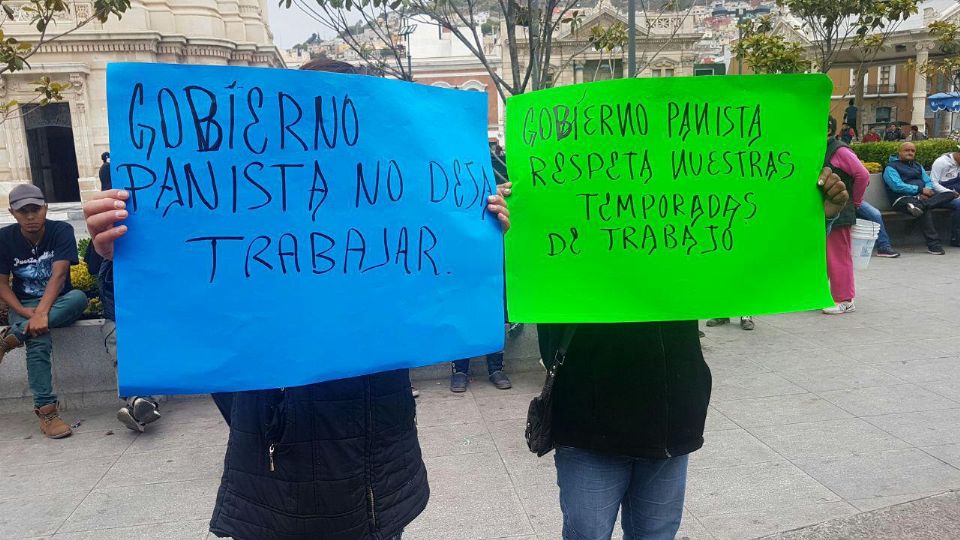 GOBIERNO
PANISTA NO DEJA
TRABAJAR.
GOBIERNO PANISTA
RESPETA NUESTRAS
TEMPORADAS
DE TRABAJO